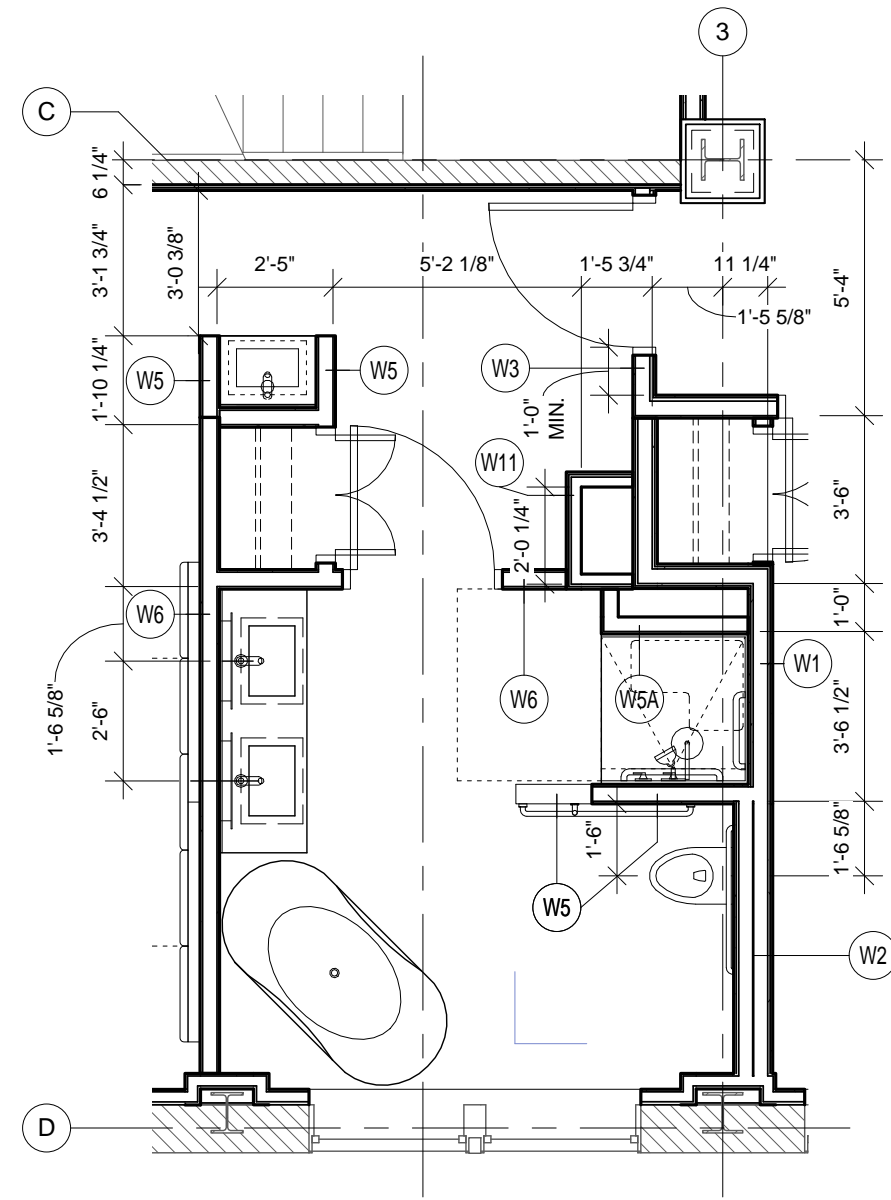 3
C
6 1/4"
3'-1 3/4"
3'-0 3/8"
2'-5"
5'-2 1/8"
1'-5 3/4"
11 1/4"
1'-5 5/8"
5'-4"
W5
W5
W3
1'-10 1/4"
1'-0"
MIN.
W11
3'-4 1/2"
2'-0 1/4"
3'-6"
W6
1'-0"
W1
W6
W5A
1'-6 5/8"
2'-6"
3'-6 1/2"
1'-6"
1'-6 5/8"
W5
W2
D